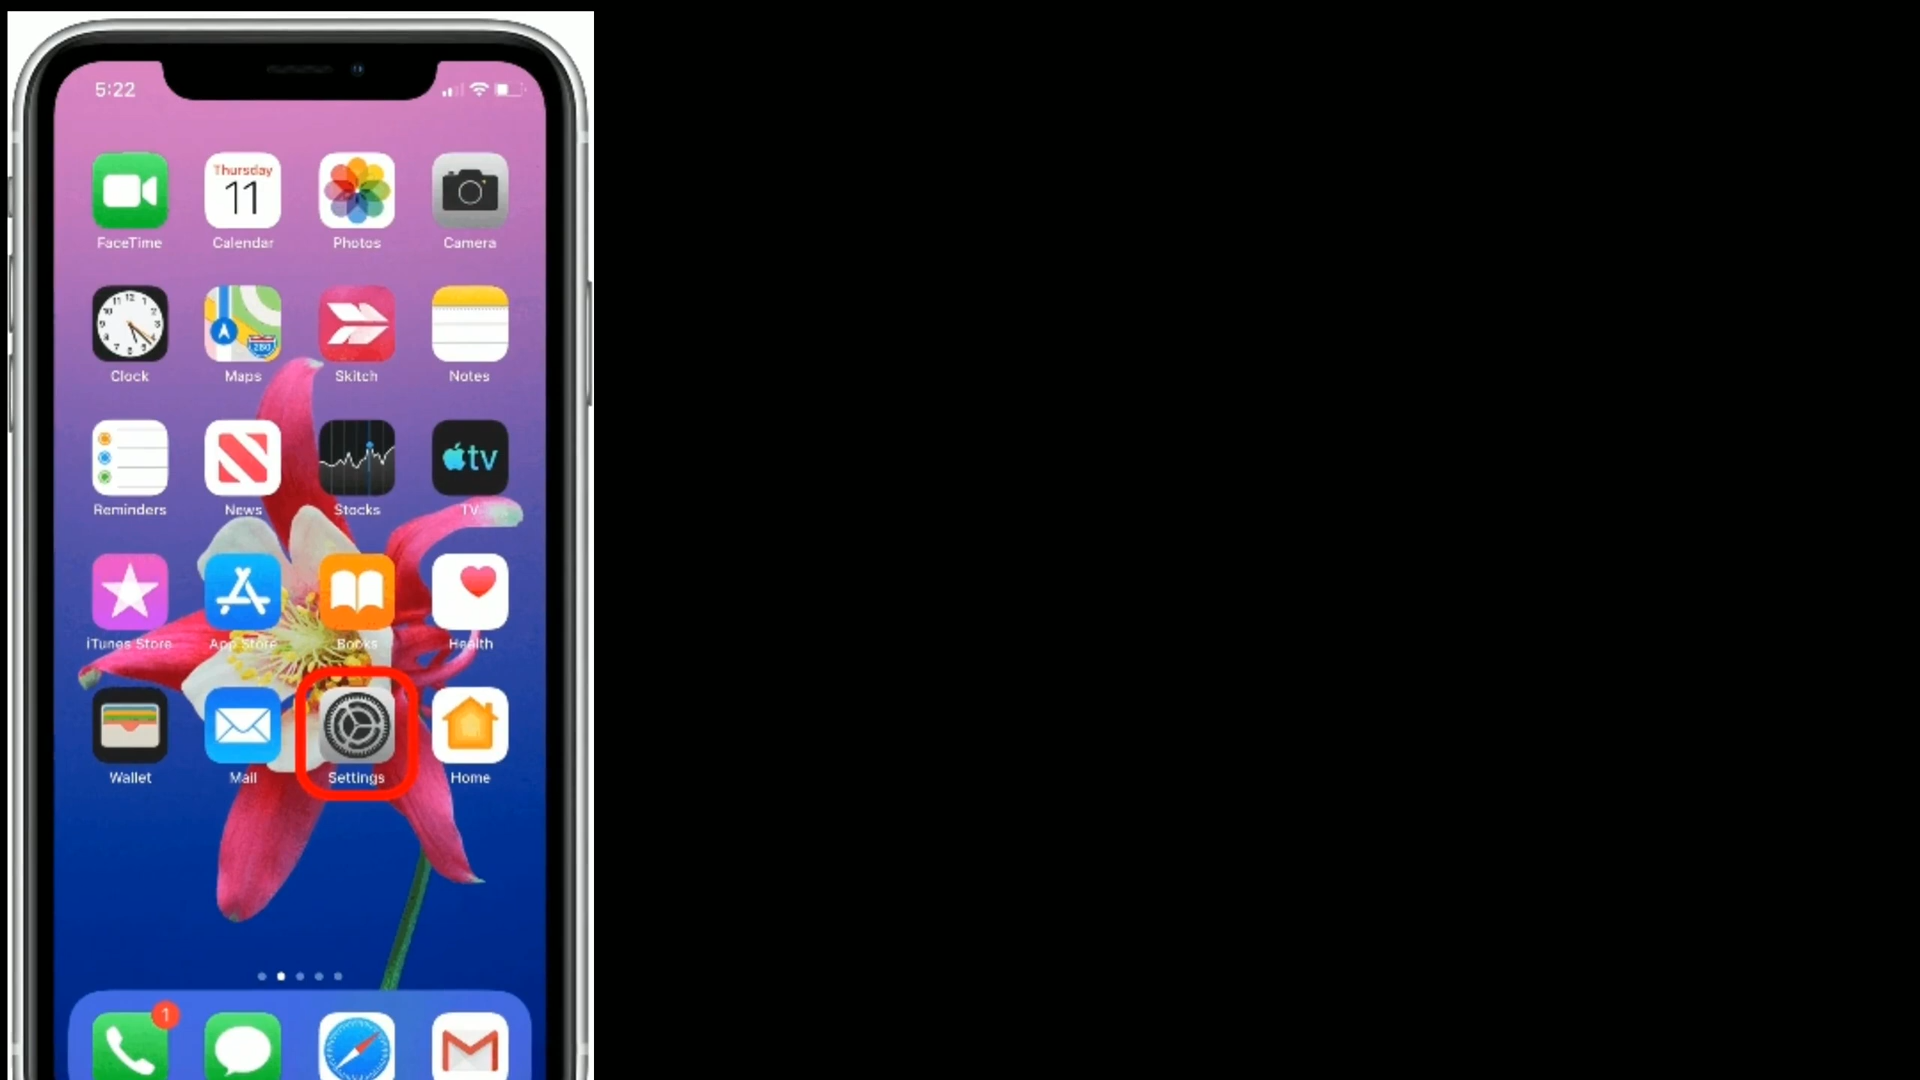 5:22
Thursday
11
FaceTime Calendar Photos Camera
280
Clock Maps Skitch Notes
tv
Reminders News Stocks TV
iTunes Store App Store Books Health
Wallet Mail Settings Home
1